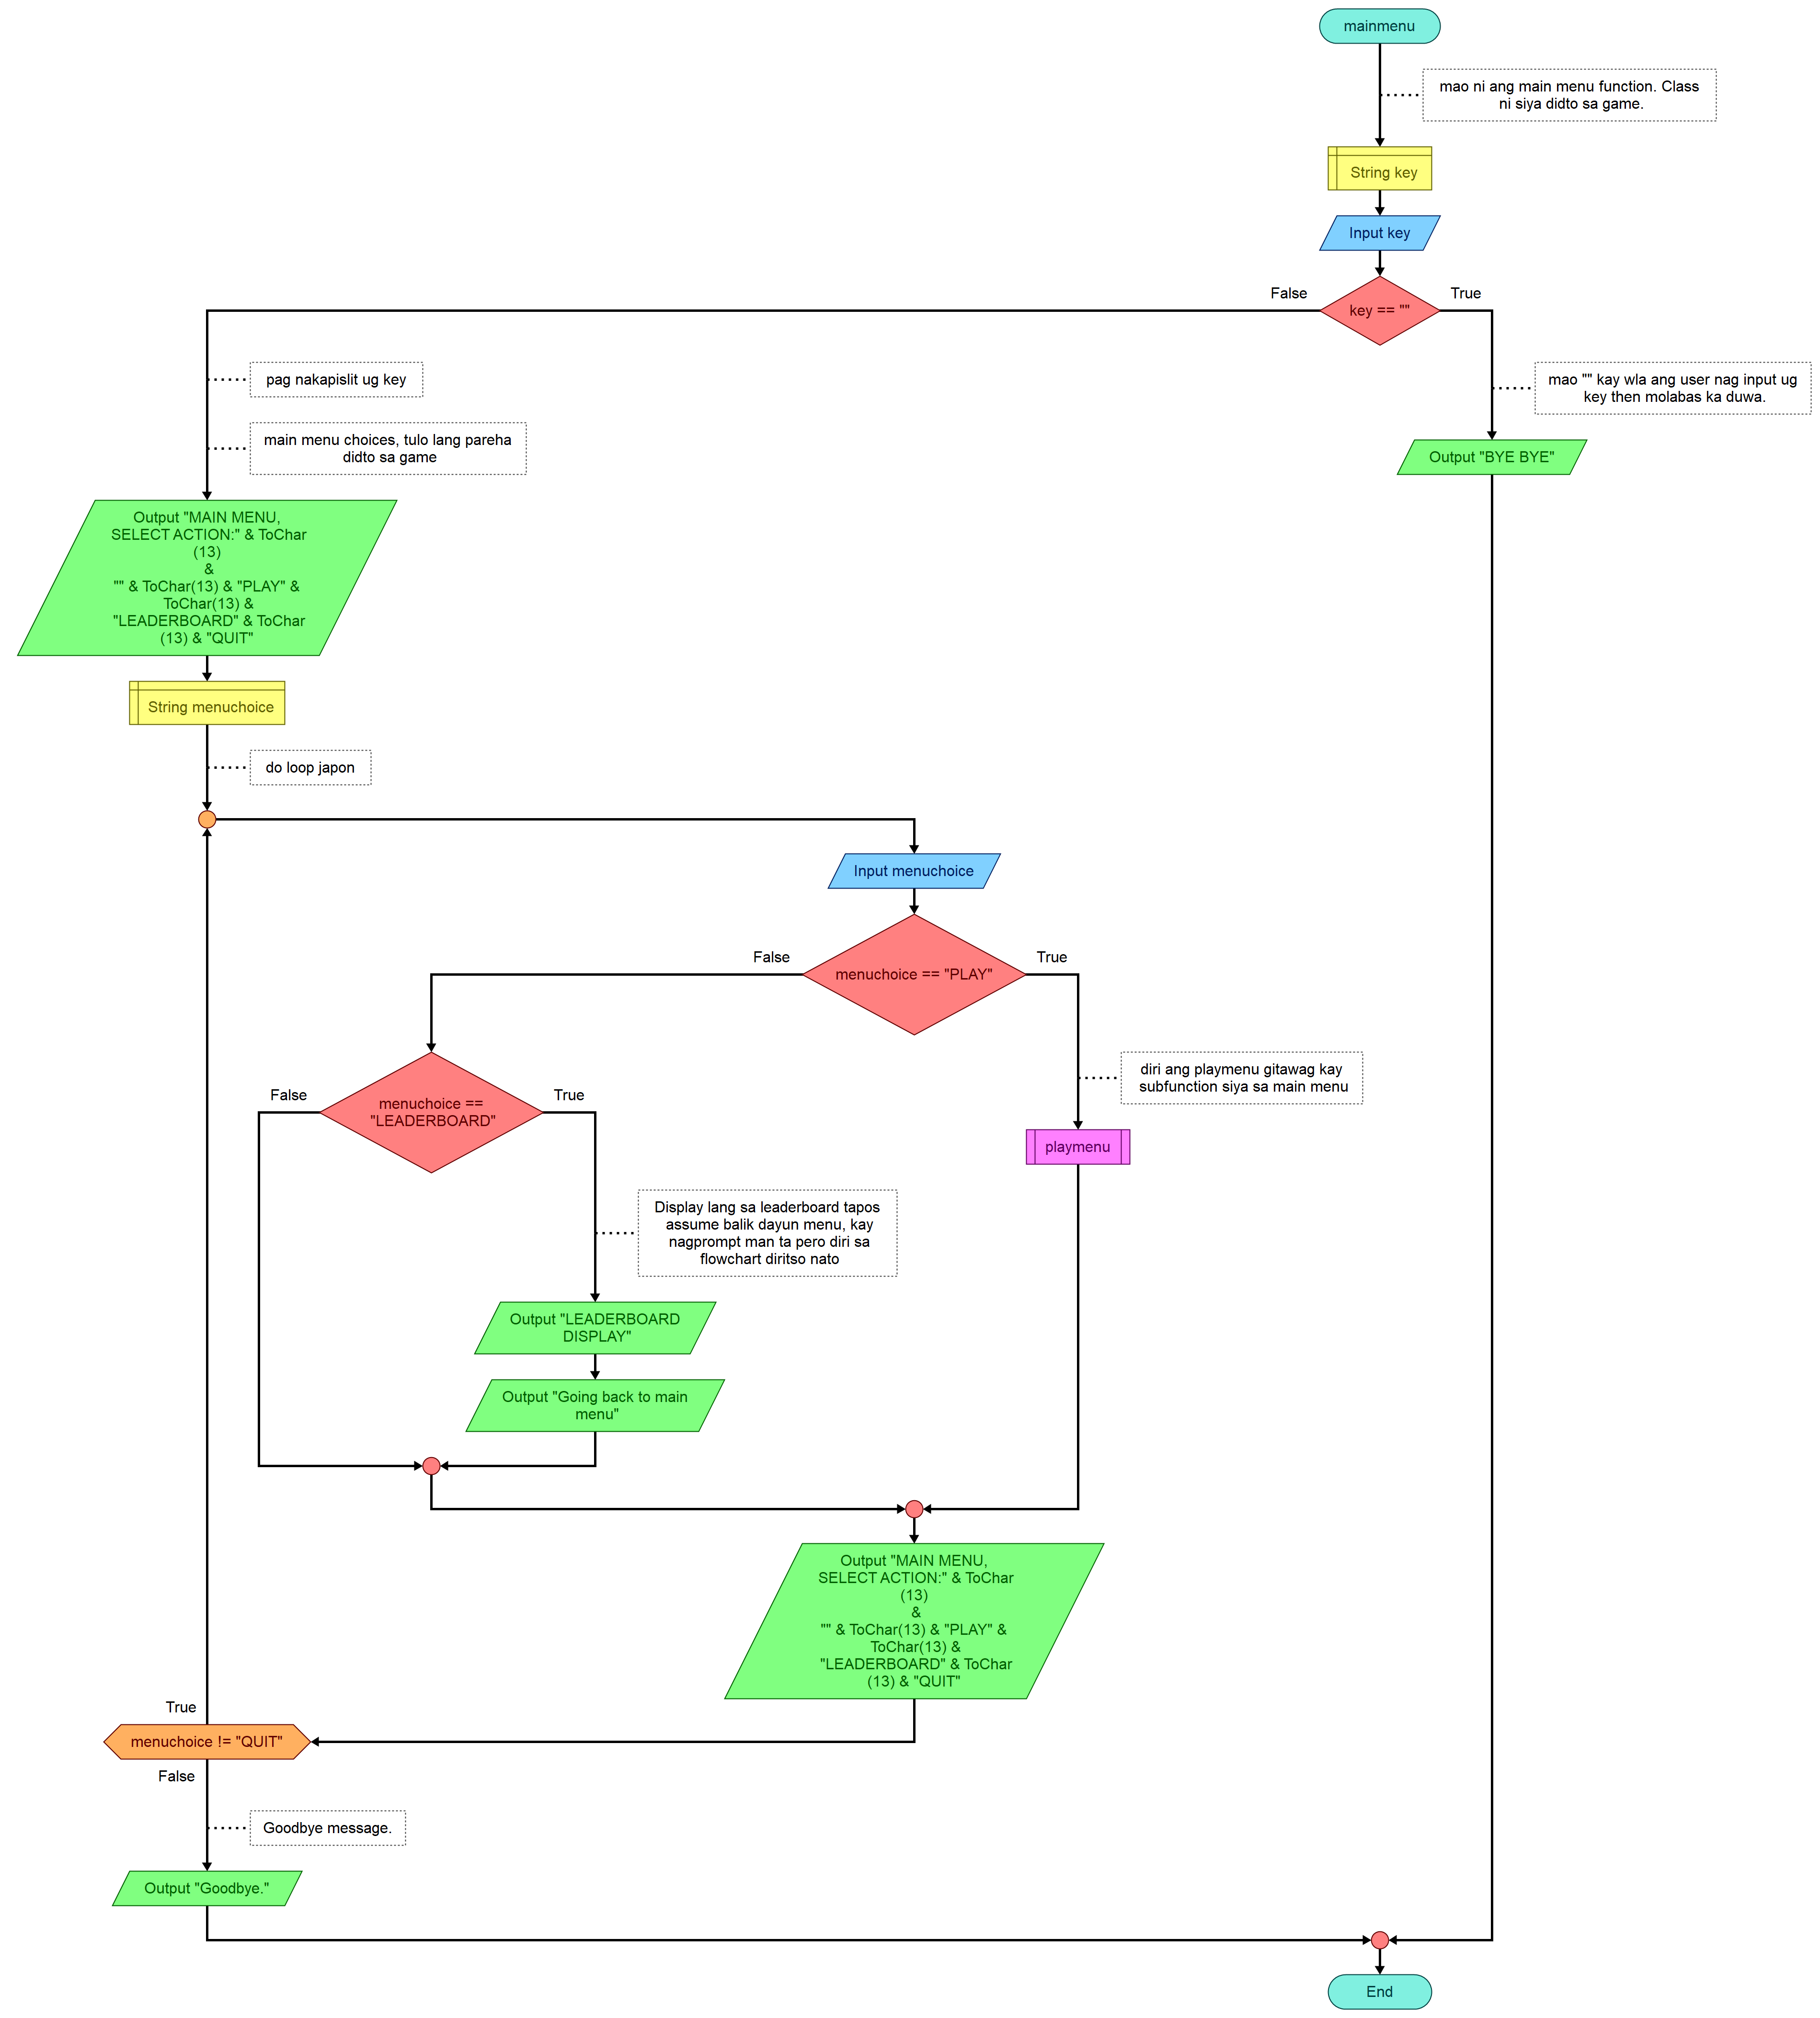 mainmenu
mao ni ang main menu function. Class
ni siya didto sa game.
String key
Input key
False
True
key == ""
pag nakapislit ug key
mao "" kay wla ang user nag input ug
key then molabas ka duwa.
main menu choices, tulo lang pareha
didto sa game
Output "BYE BYE"
Output "MAIN MENU,
SELECT ACTION:" & ToChar
(13)
&
"" & ToChar(13) & "PLAY" &
ToChar(13) &
"LEADERBOARD" & ToChar
(13) & "QUIT"
String menuchoice
do loop japon
Input menuchoice
False
True
menuchoice == "PLAY"
diri ang playmenu gitawag kay
subfunction siya sa main menu
False
True
menuchoice ==
"LEADERBOARD"
playmenu
Display lang sa leaderboard tapos
assume balik dayun menu, kay
nagprompt man ta pero diri sa
flowchart diritso nato
Output "LEADERBOARD
DISPLAY"
Output "Going back to main
menu"
Output "MAIN MENU,
SELECT ACTION:" & ToChar
(13)
&
"" & ToChar(13) & "PLAY" &
ToChar(13) &
"LEADERBOARD" & ToChar
(13) & "QUIT"
True
menuchoice != "QUIT"
False
Goodbye message.
Output "Goodbye."
End